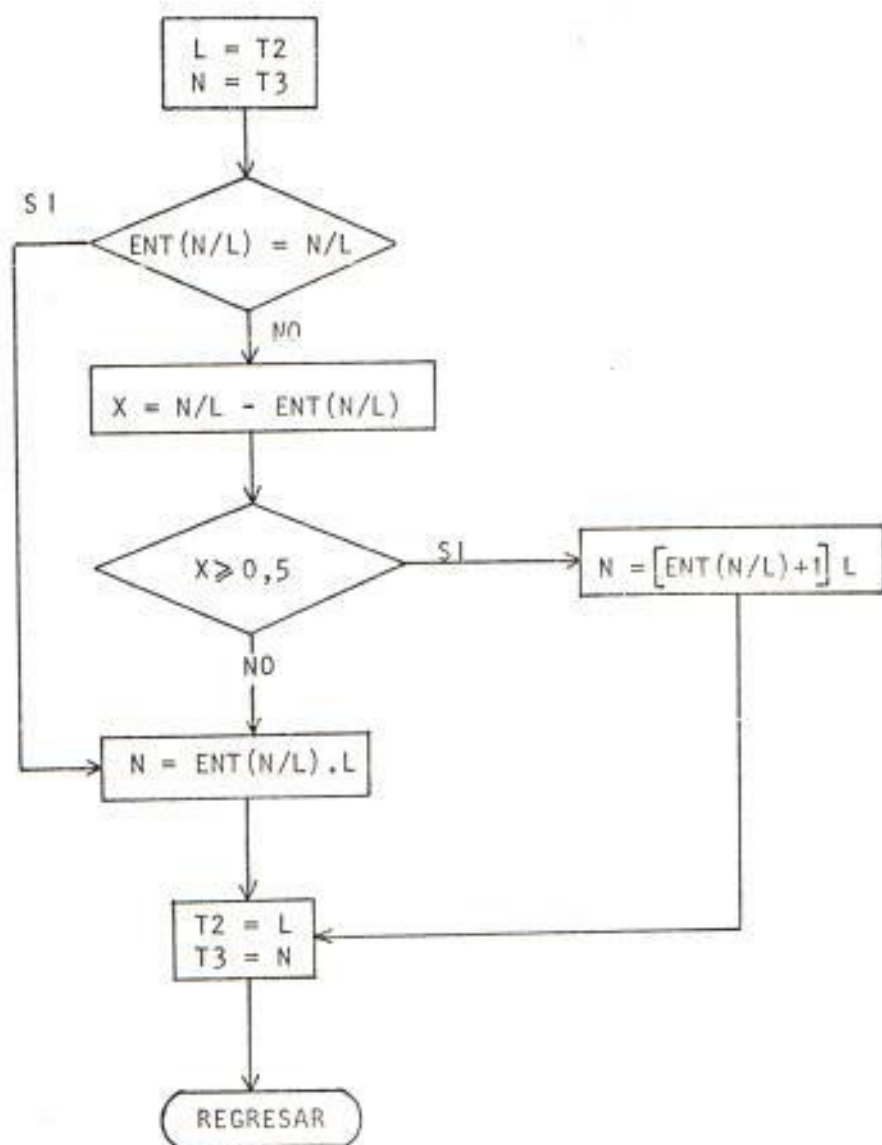 L = T2
N = T3
SI
ENT(N/L) = N/L
NO
X = N/L - ENT(N/L)
X ⩾ 0,5
SI
N = [ENT(N/L)+1] L
NO
N = ENT(N/L).L
T2 = L
T3 = N
REGRESAR